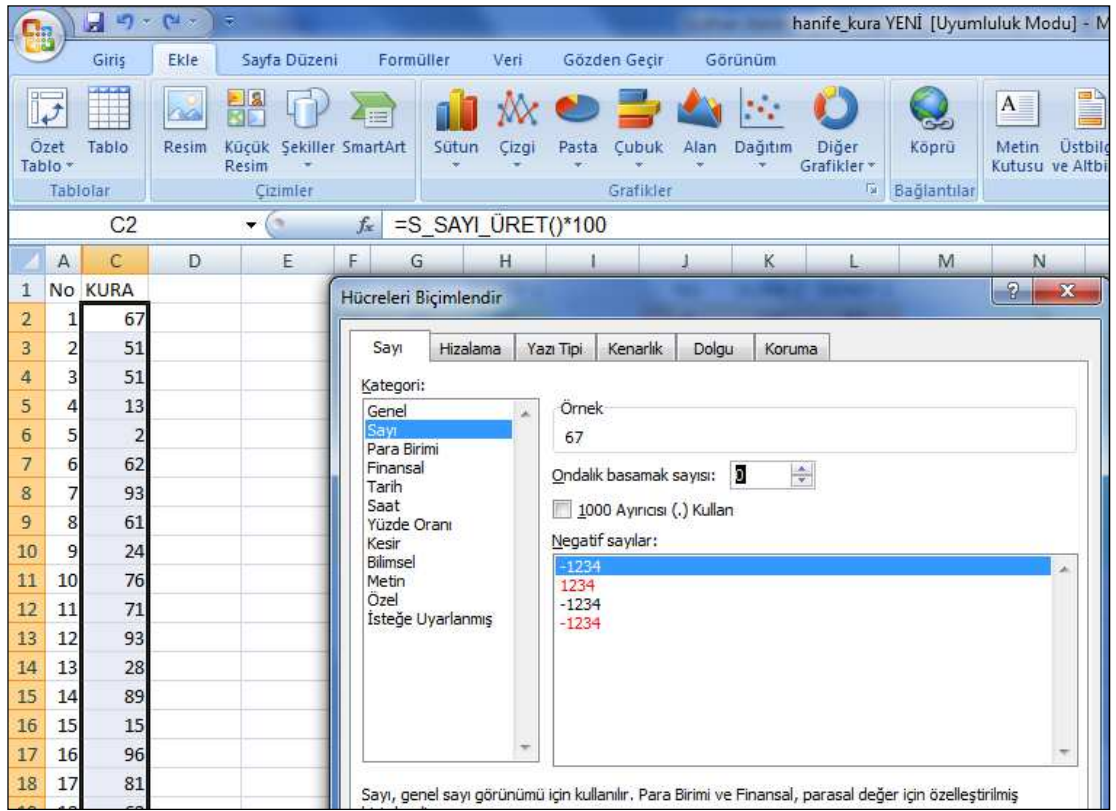 hanife_kura YENİ [Uyumluluk Modu] - M
Giriş Ekle Sayfa Düzeni Formüller Veri Gözden Geçir Görünüm
Özet Tablo Tablo Resim Küçük Resim Şekiller SmartArt Sütun Çizgi Pasta Çubuk Alan Dağıtım Diğer Grafikler Köprü Metin Kutusu Üstbilg ve Altbi
Tablolar Çizimler Grafikler Bağlantılar
C2 fx =S_SAYI_ÜRET()*100
A C D E F G H I J K L M N
1 No KURA
2 1 67
3 2 51
4 3 51
5 4 13
6 5 2
7 6 62
8 7 93
9 8 61
10 9 24
11 10 76
12 11 71
13 12 93
14 13 28
15 14 89
16 15 15
17 16 96
18 17 81
Hücreleri Biçimlendir
Sayı Hizalama Yazı Tipi Kenarlık Dolgu Koruma
Kategori:
Genel
Sayı
Para Birimi
Finansal
Tarih
Saat
Yüzde Oranı
Kesir
Bilimsel
Metin
Özel
İsteğe Uyarlanmış
Örnek
67
Ondalık basamak sayısı: 0
1000 Ayırıcısı (.) Kullan
Negatif sayılar:
-1234
1234
-1234
-1234
Sayı, genel sayı görünümü için kullanılır. Para Birimi ve Finansal, parasal değer için özelleştirilmiş